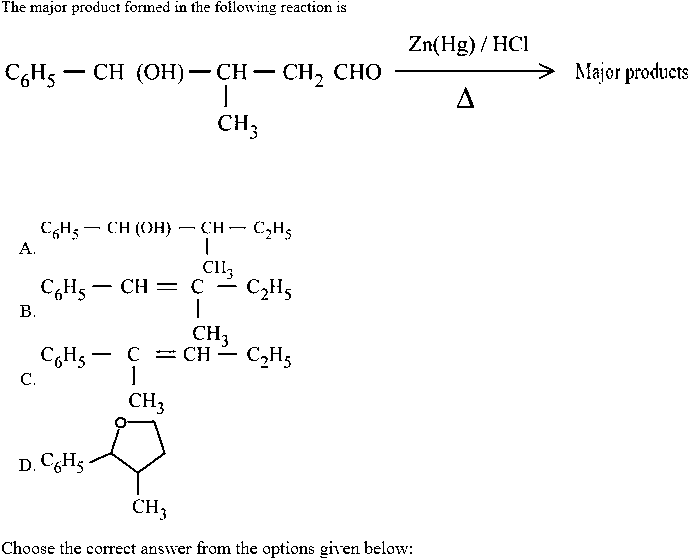 The major product formed in the following reaction is
Zn(Hg) / HCl
C6H5 — CH (OH) — CH — CH2 CHO ⟶ Major products
Δ
CH3
C6H5 — CH (OH) — CH — C2H5
A.
CH3
C6H5 — CH = C — C2H5
B.
CH3
C6H5 — C = CH — C2H5
C.
CH3
O
D. C6H5
CH3
Choose the correct answer from the options given below: